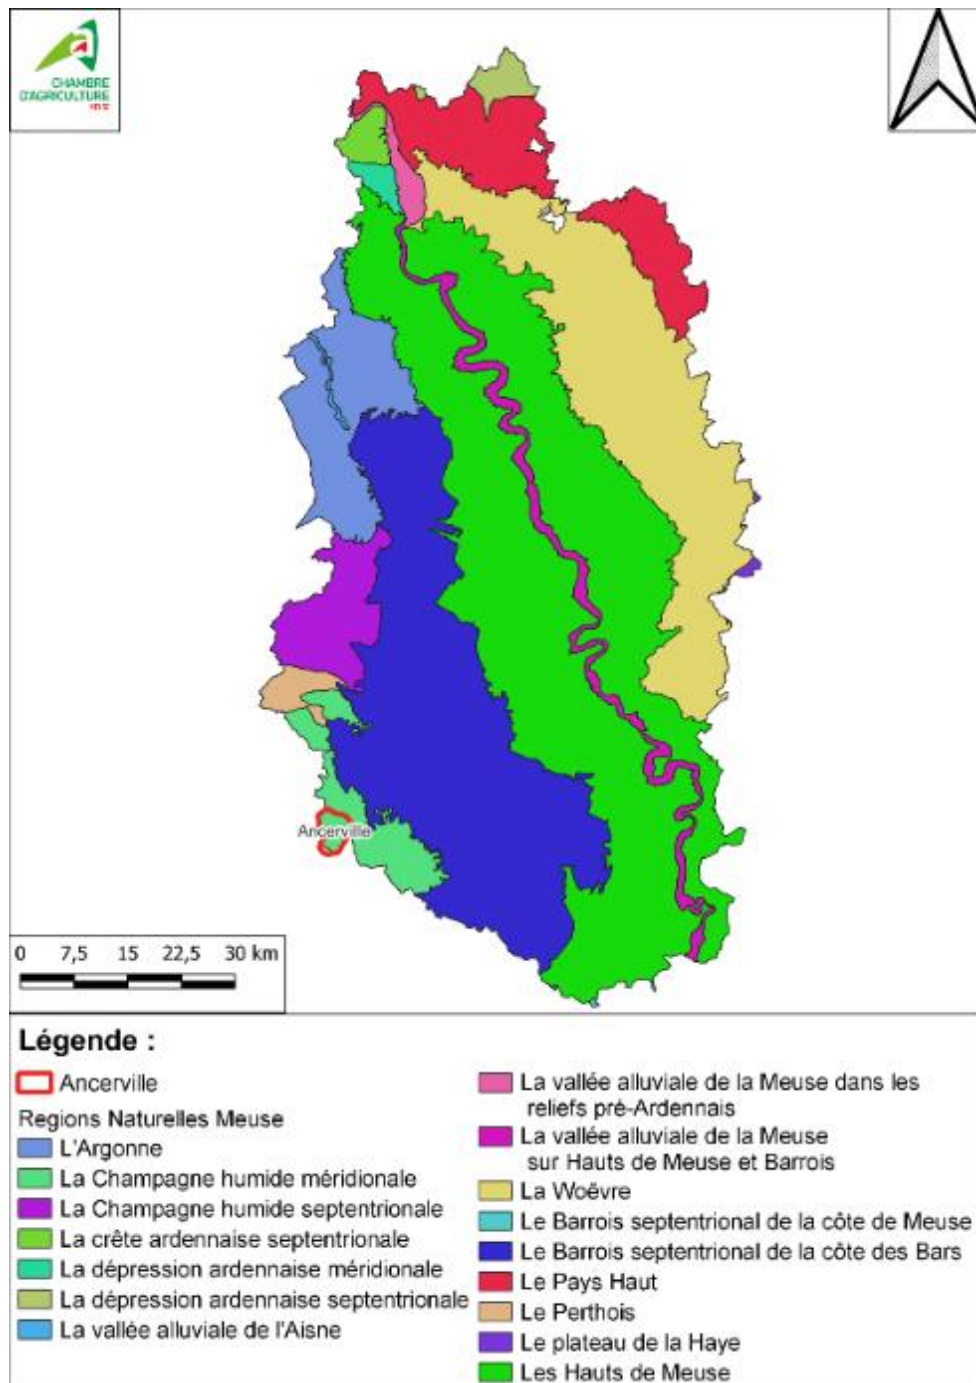 CHAMBRE
D'AGRICULTURE
Ancerville
0 7,5 15 22,5 30 km
Légende :
Ancerville
Regions Naturelles Meuse
L'Argonne
La Champagne humide méridionale
La Champagne humide septentrionale
La crête ardennaise septentrionale
La dépression ardennaise méridionale
La dépression ardennaise septentrionale
La vallée alluviale de l'Aisne
La vallée alluviale de la Meuse dans les
reliefs pré-Ardennais
La vallée alluviale de la Meuse
sur Hauts de Meuse et Barrois
La Woëvre
Le Barrois septentrional de la côte de Meuse
Le Barrois septentrional de la côte des Bars
Le Pays Haut
Le Perthois
Le plateau de la Haye
Les Hauts de Meuse